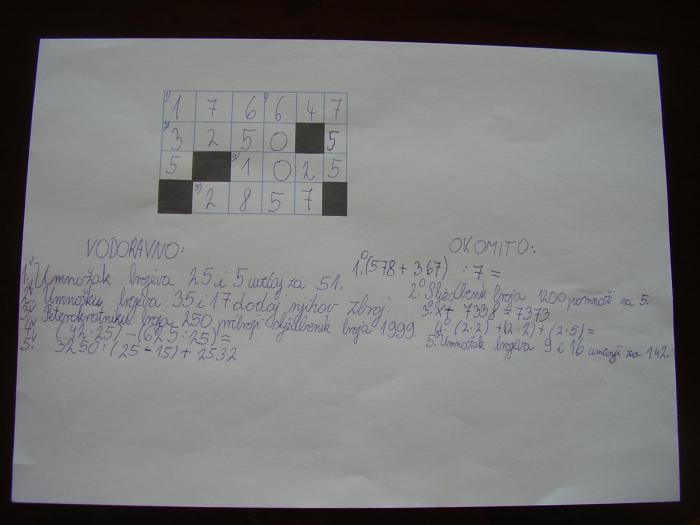 1 7 6 6 4 7
3 2 5 0 5
5 1 0 2 5
2 8 5 7
VODORAVNO:
1. Umnožak brojeva 25 i 5 uvećaj za 51.
2. Umnošku brojeva 35 i 17 dodaj njihov zbroj.
3. Peterokratniku broja 250 pribroji sljedbenik broja 1999
4. (42·25) - (625:25) =
5. 3250:(25-15) + 2532
OKOMITO:
1. (578 + 367) : 7 =
2. Sljedbenik broja 1200 pomnoži sa 5.
3. x + 7338 = 7373
4. (2·2) + (2·2) + (2·5) =
5. Umnožak brojeva 9 i 16 umanji za 142.